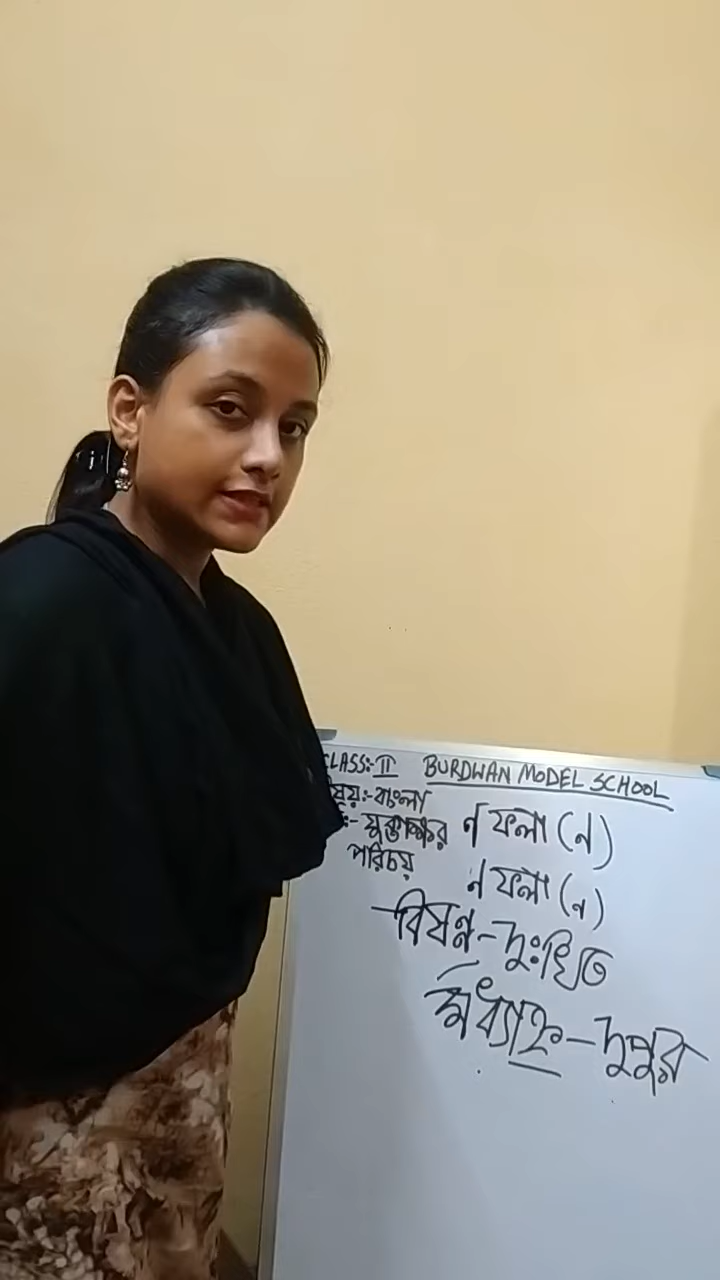 CLASS:-II BURDWAN MODEL SCHOOL
বিষয়:-বাংলা
:- যুক্তাক্ষর
পরিচয়
ণ ফলা (ণ)
ন ফলা (ন)
বিষণ্ণ-দুঃখিত
মধ্যাহ্ন-দুপুর